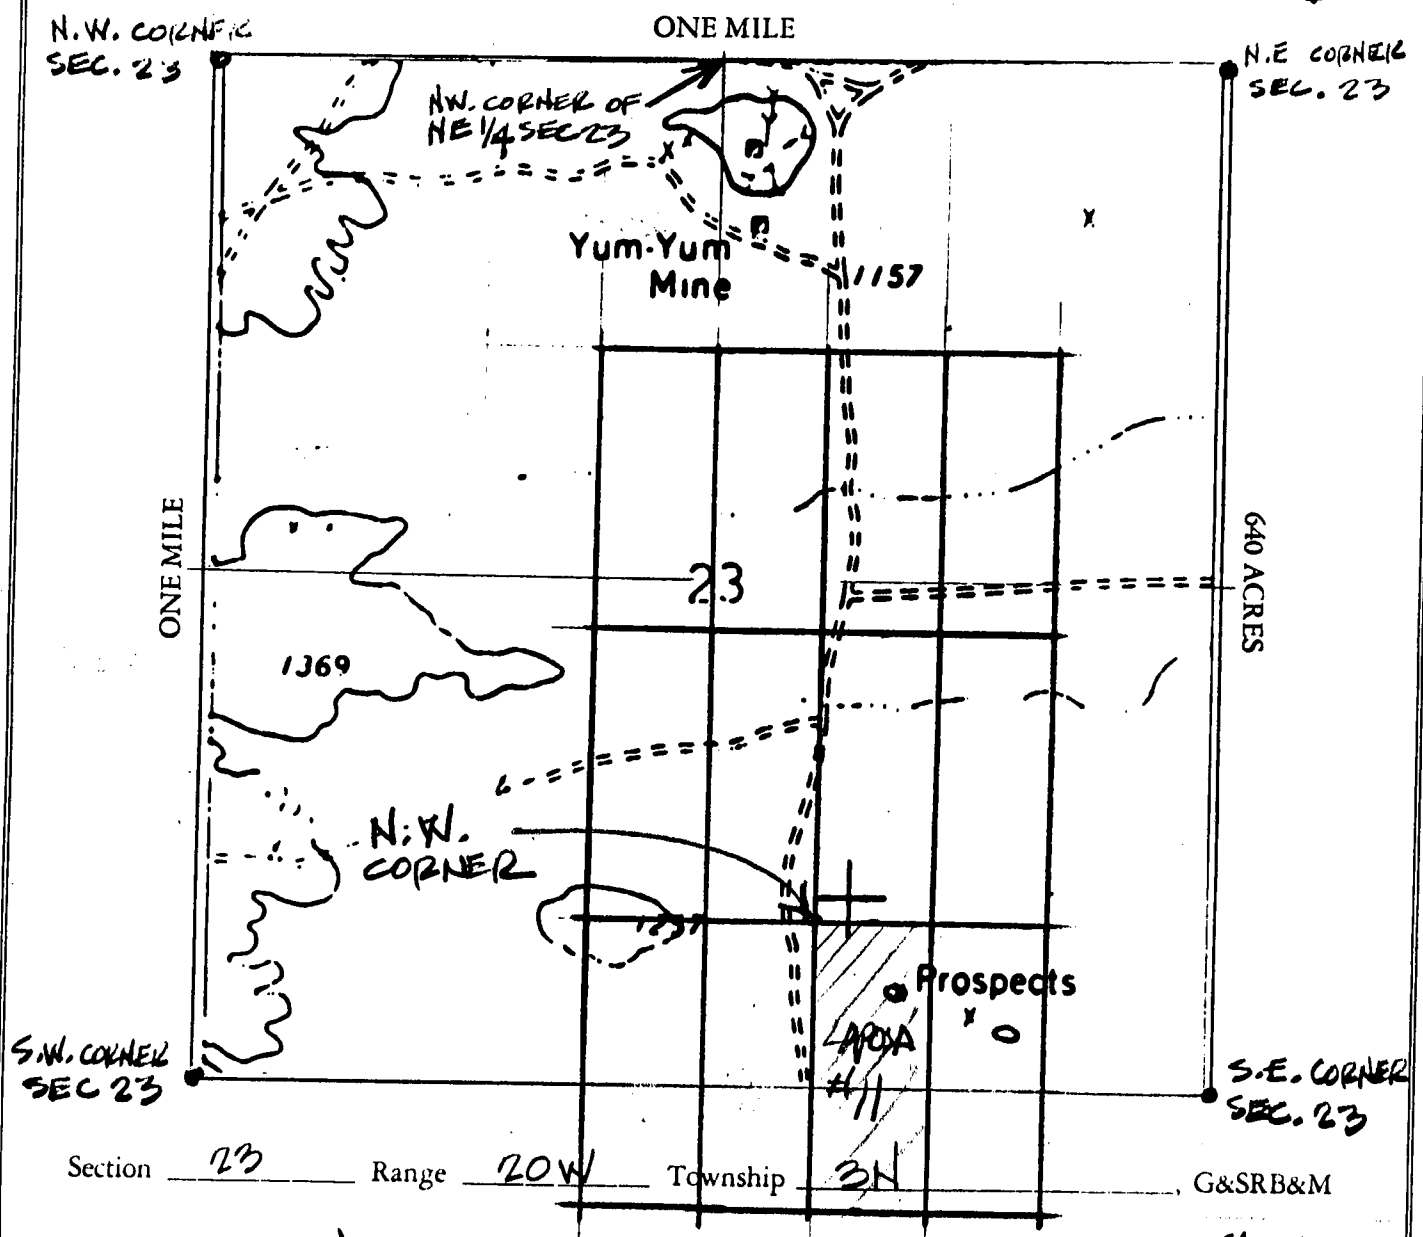 ONE MILE
N.W. CORNER
SEC. 23
N.E CORNER
SEC. 23
NW. CORNER OF
NE 1/4 SEC 23
Yum-Yum
Mine
1157
ONE MILE
23
640 ACRES
1369
N.W.
CORNER
Prospects
#11
S.W. CORNER
SEC 23
S.E. CORNER
SEC. 23
Section 23 Range 20W Township 3N, G&SRB&M